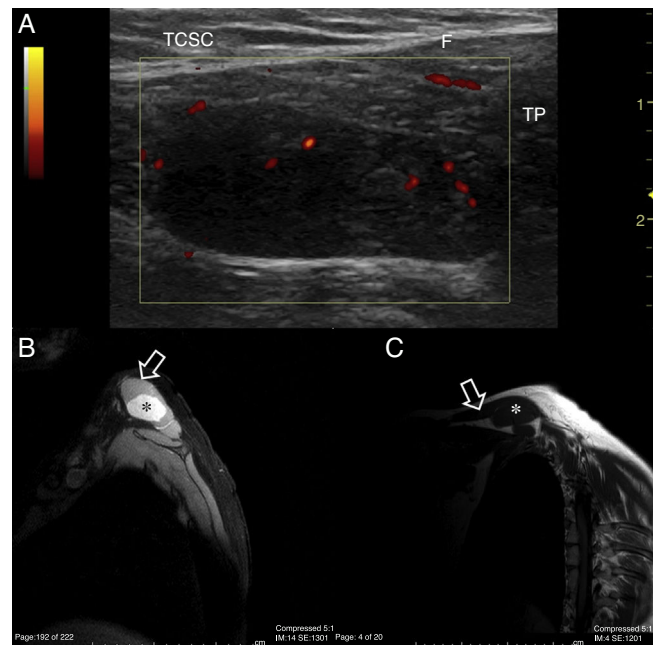 A
TCSC
F
TP
1
2
B
*
C
*
Page:192 of 222
Compressed 5:1
IM:14 SE:1301
cm
Page: 4 of 20
Compressed 5:1
IM:4 SE:1201
cm